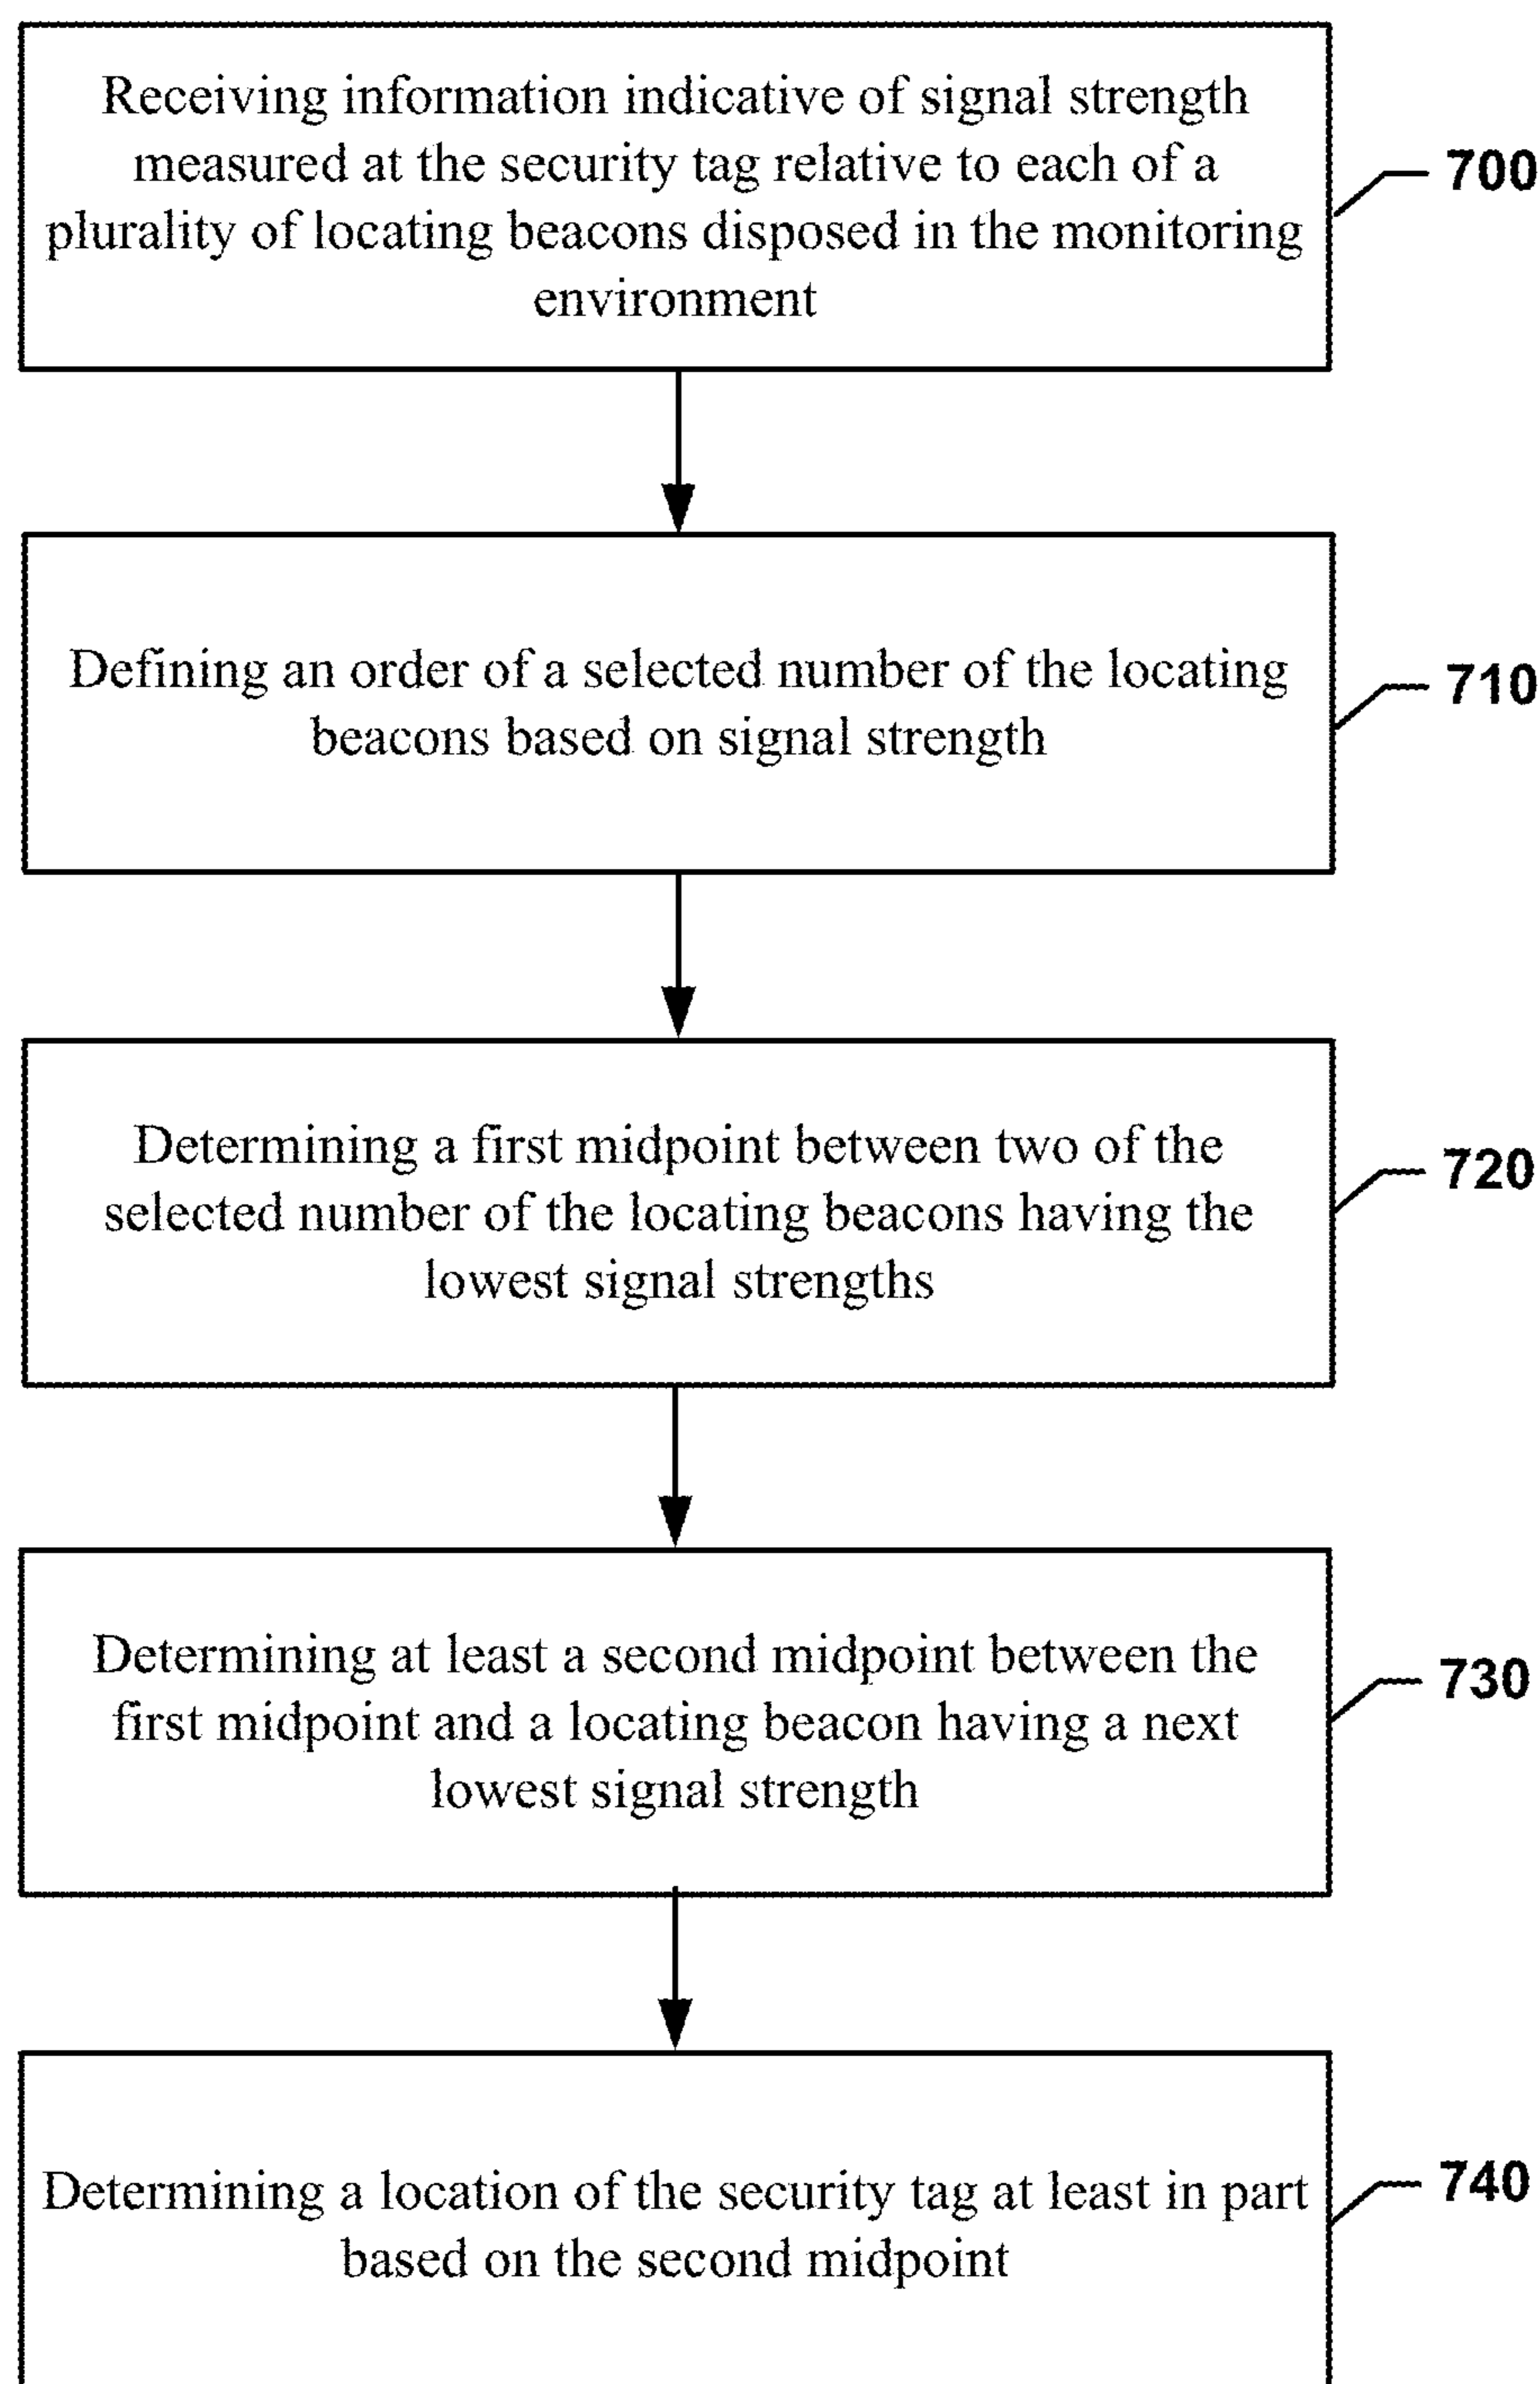 Receiving information indicative of signal strength
measured at the security tag relative to each of a
plurality of locating beacons disposed in the monitoring
environment
700
Defining an order of a selected number of the locating
beacons based on signal strength
710
Determining a first midpoint between two of the
selected number of the locating beacons having the
lowest signal strengths
720
Determining at least a second midpoint between the
first midpoint and a locating beacon having a next
lowest signal strength
730
Determining a location of the security tag at least in part
based on the second midpoint
740